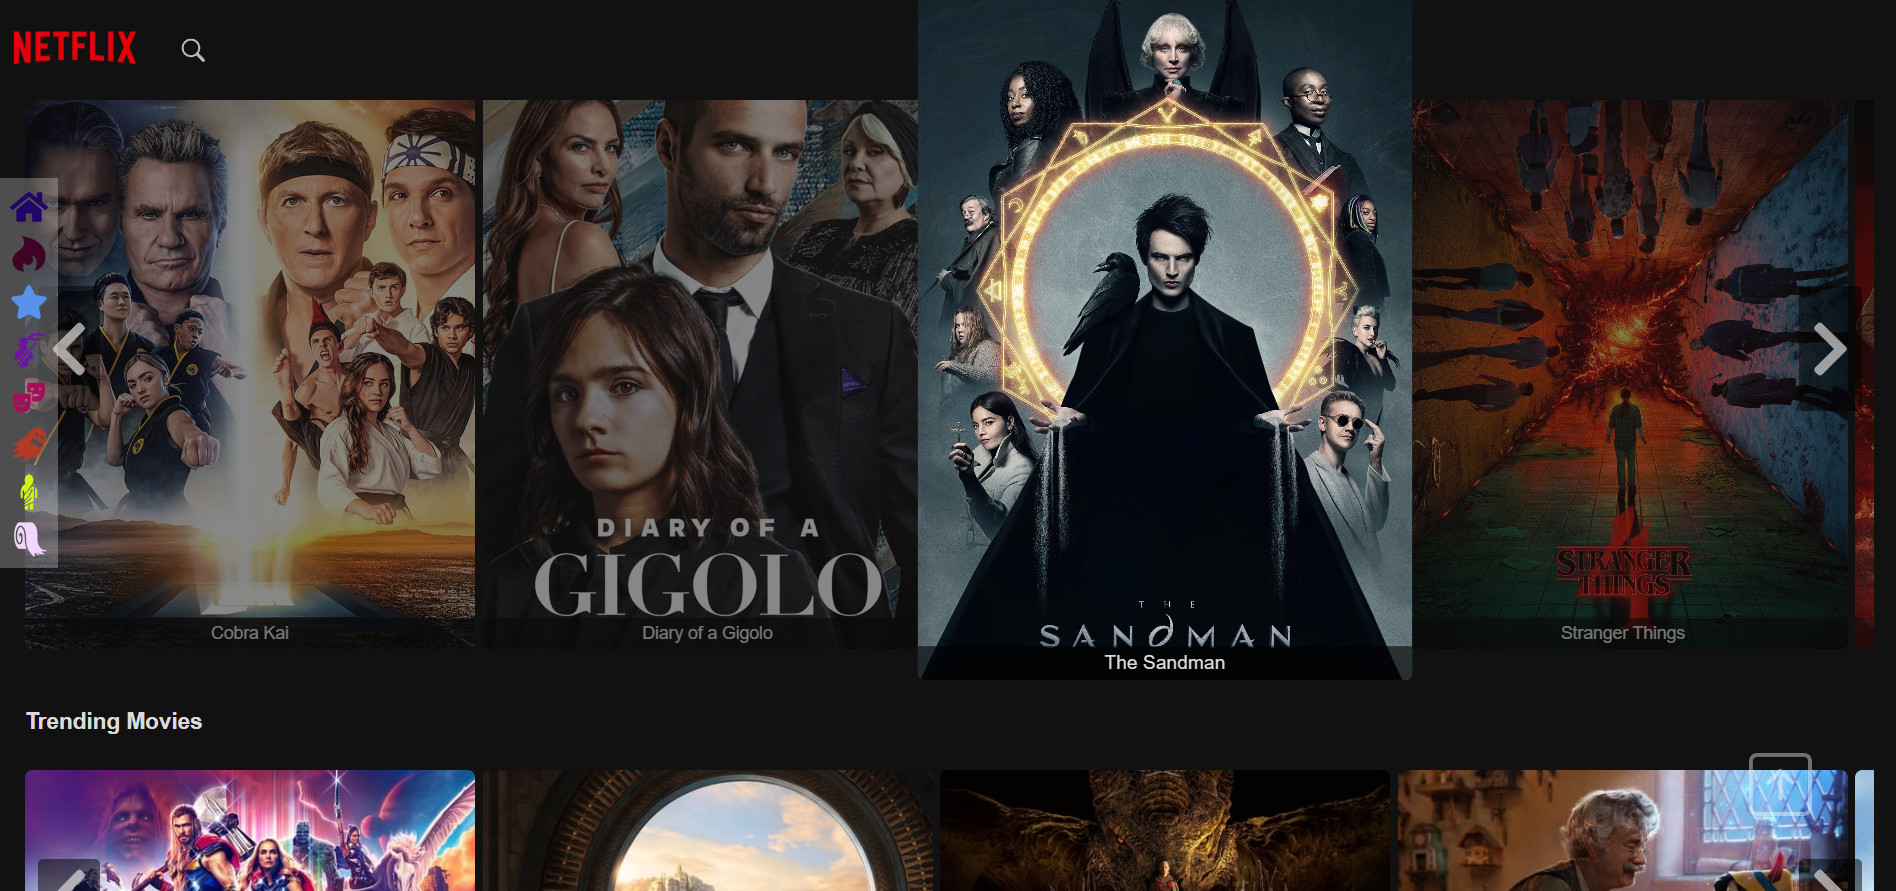 NETFLIX
DIARY OF A
GIGOLO
THE
SANDMAN
STRANGER
THINGS
4
Cobra Kai
Diary of a Gigolo
The Sandman
Stranger Things
Trending Movies